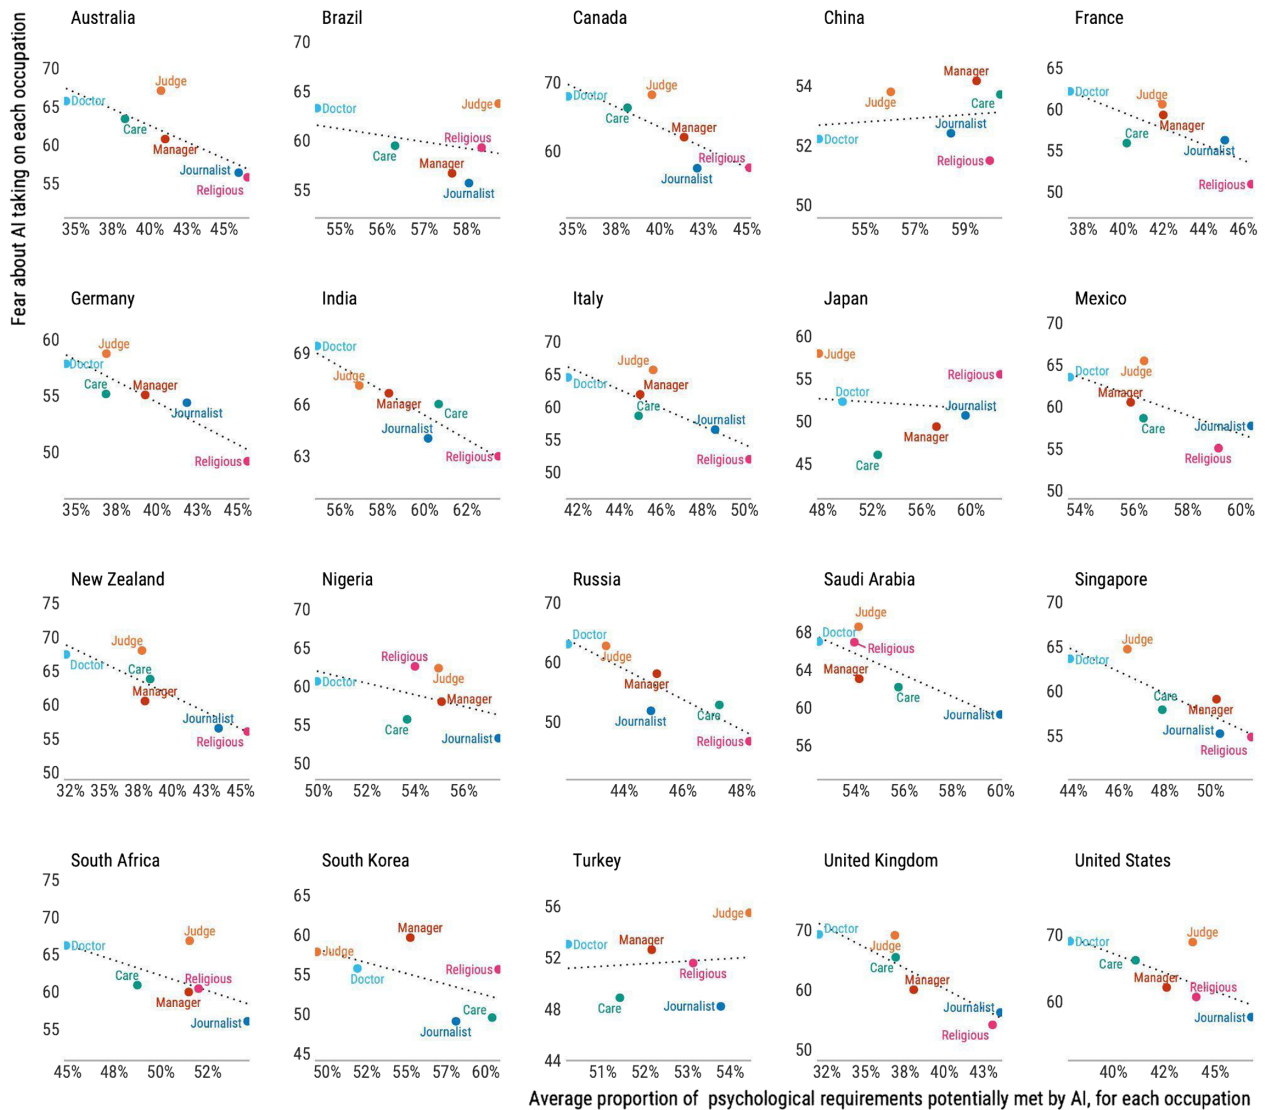 Fear about AI taking on each occupation
Australia
70
65
60
55
Doctor
Judge
Care
Manager
Journalist
Religious
35% 38% 40% 43% 45%
Brazil
70
65
60
55
Doctor
Judge
Religious
Care
Manager
Journalist
55% 56% 57% 58%
Canada
70
60
Doctor
Judge
Care
Manager
Religious
Journalist
35% 38% 40% 42% 45%
China
54
52
50
Manager
Judge
Care
Journalist
Doctor
Religious
55% 57% 59%
France
65
60
55
50
Doctor
Judge
Manager
Care
Journalist
Religious
38% 40% 42% 44% 46%
Germany
60
55
50
Judge
Doctor
Care
Manager
Journalist
Religious
35% 38% 40% 43% 45%
India
69
66
63
Doctor
Judge
Manager
Care
Journalist
Religious
56% 58% 60% 62%
Italy
70
65
60
55
50
Judge
Doctor
Manager
Care
Journalist
Religious
42% 44% 46% 48% 50%
Japan
60
55
50
45
Judge
Religious
Doctor
Journalist
Manager
Care
48% 52% 56% 60%
Mexico
70
65
60
55
50
Doctor
Judge
Manager
Care
Journalist
Religious
54% 56% 58% 60%
New Zealand
75
70
65
60
55
50
Judge
Doctor
Care
Manager
Journalist
Religious
32% 35% 38% 40% 43% 45%
Nigeria
70
65
60
55
50
Religious
Doctor
Judge
Manager
Care
Journalist
50% 52% 54% 56%
Russia
70
60
50
Doctor
Judge
Manager
Journalist
Care
Religious
44% 46% 48%
Saudi Arabia
68
64
60
56
Judge
Doctor
Religious
Manager
Care
Journalist
54% 56% 58% 60%
Singapore
70
65
60
55
Judge
Doctor
Care
Manager
Journalist
Religious
44% 46% 48% 50%
South Africa
75
70
65
60
55
Judge
Doctor
Care
Religious
Manager
Journalist
45% 48% 50% 52%
South Korea
65
60
55
50
45
Manager
Judge
Doctor
Religious
Care
Journalist
50% 52% 55% 57% 60%
Turkey
56
52
48
44
Judge
Doctor
Manager
Religious
Care
Journalist
51% 52% 53% 54%
United Kingdom
70
60
50
Doctor
Judge
Care
Manager
Journalist
Religious
32% 38% 40% 43%
United States
70
60
Judge
Doctor
Care
Manager
Religious
Journalist
40% 42% 45%
Average proportion of psychological requirements potentially met by AI, for each occupation